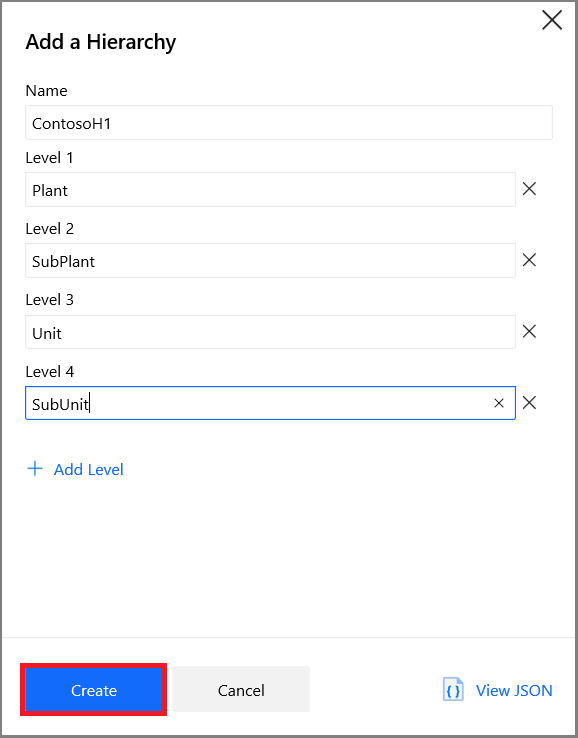 Add a Hierarchy
Name
ContosoH1
Level 1
Plant
Level 2
SubPlant
Level 3
Unit
Level 4
SubUnit
Add Level
Create
Cancel
{ } View JSON